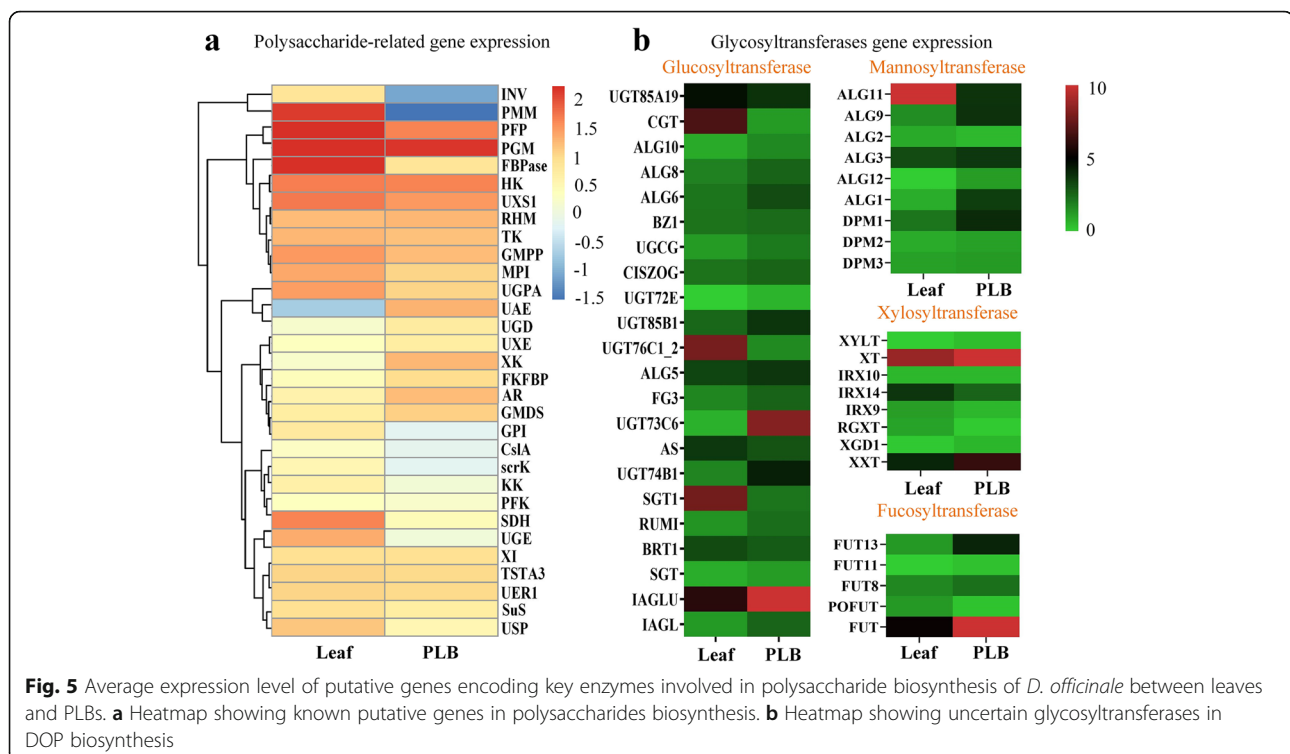 a Polysaccharide-related gene expression
INV
PMM
PFP
PGM
FBPase
HK
UXS1
RHM
TK
GMPP
MPI
UGPA
UAE
UGD
UXE
XK
FKFBP
AR
GMDS
GPI
CslA
scrK
KK
PFK
SDH
UGE
XI
TSTA3
UER1
SuS
USP
Leaf PLB
2
1.5
1
0.5
0
-0.5
-1
-1.5
b Glycosyltransferases gene expression
Glucosyltransferase
UGT85A19
CGT
ALG10
ALG8
ALG6
BZ1
UGCG
CISZOG
UGT72E
UGT85B1
UGT76C1_2
ALG5
FG3
UGT73C6
AS
UGT74B1
SGT1
RUMI
BRT1
SGT
IAGLU
IAGL
Leaf PLB
Mannosyltransferase
ALG11
ALG9
ALG2
ALG3
ALG12
ALG1
DPM1
DPM2
DPM3
Leaf PLB
Xylosyltransferase
XYLT
XT
IRX10
IRX14
IRX9
RGXT
XGD1
XXT
Leaf PLB
Fucosyltransferase
FUT13
FUT11
FUT8
POFUT
FUT
Leaf PLB
10
5
0
Fig. 5 Average expression level of putative genes encoding key enzymes involved in polysaccharide biosynthesis of D. officinale between leaves
and PLBs. a Heatmap showing known putative genes in polysaccharides biosynthesis. b Heatmap showing uncertain glycosyltransferases in
DOP biosynthesis